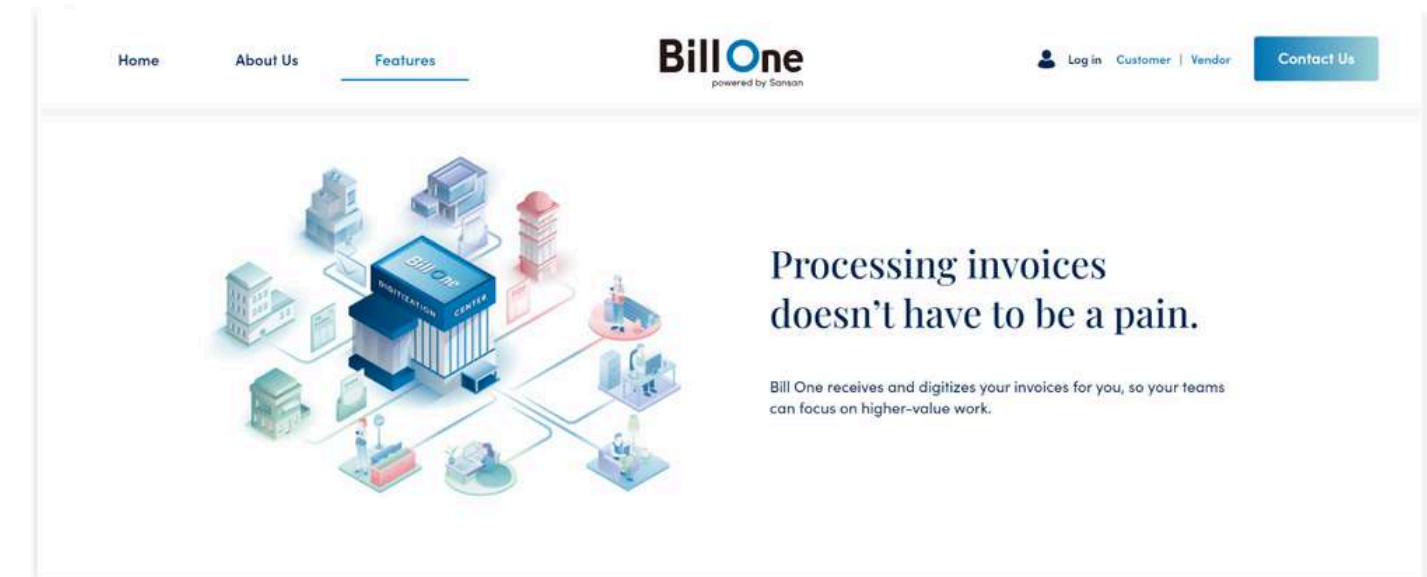 Home
About Us
Features
Bill One
powered by Sansan
Log in Customer | Vendor
Contact Us
Bill One
DIGITIZATION CENTER
Processing invoices
doesn't have to be a pain.
Bill One receives and digitizes your invoices for you, so your teams
can focus on higher-value work.